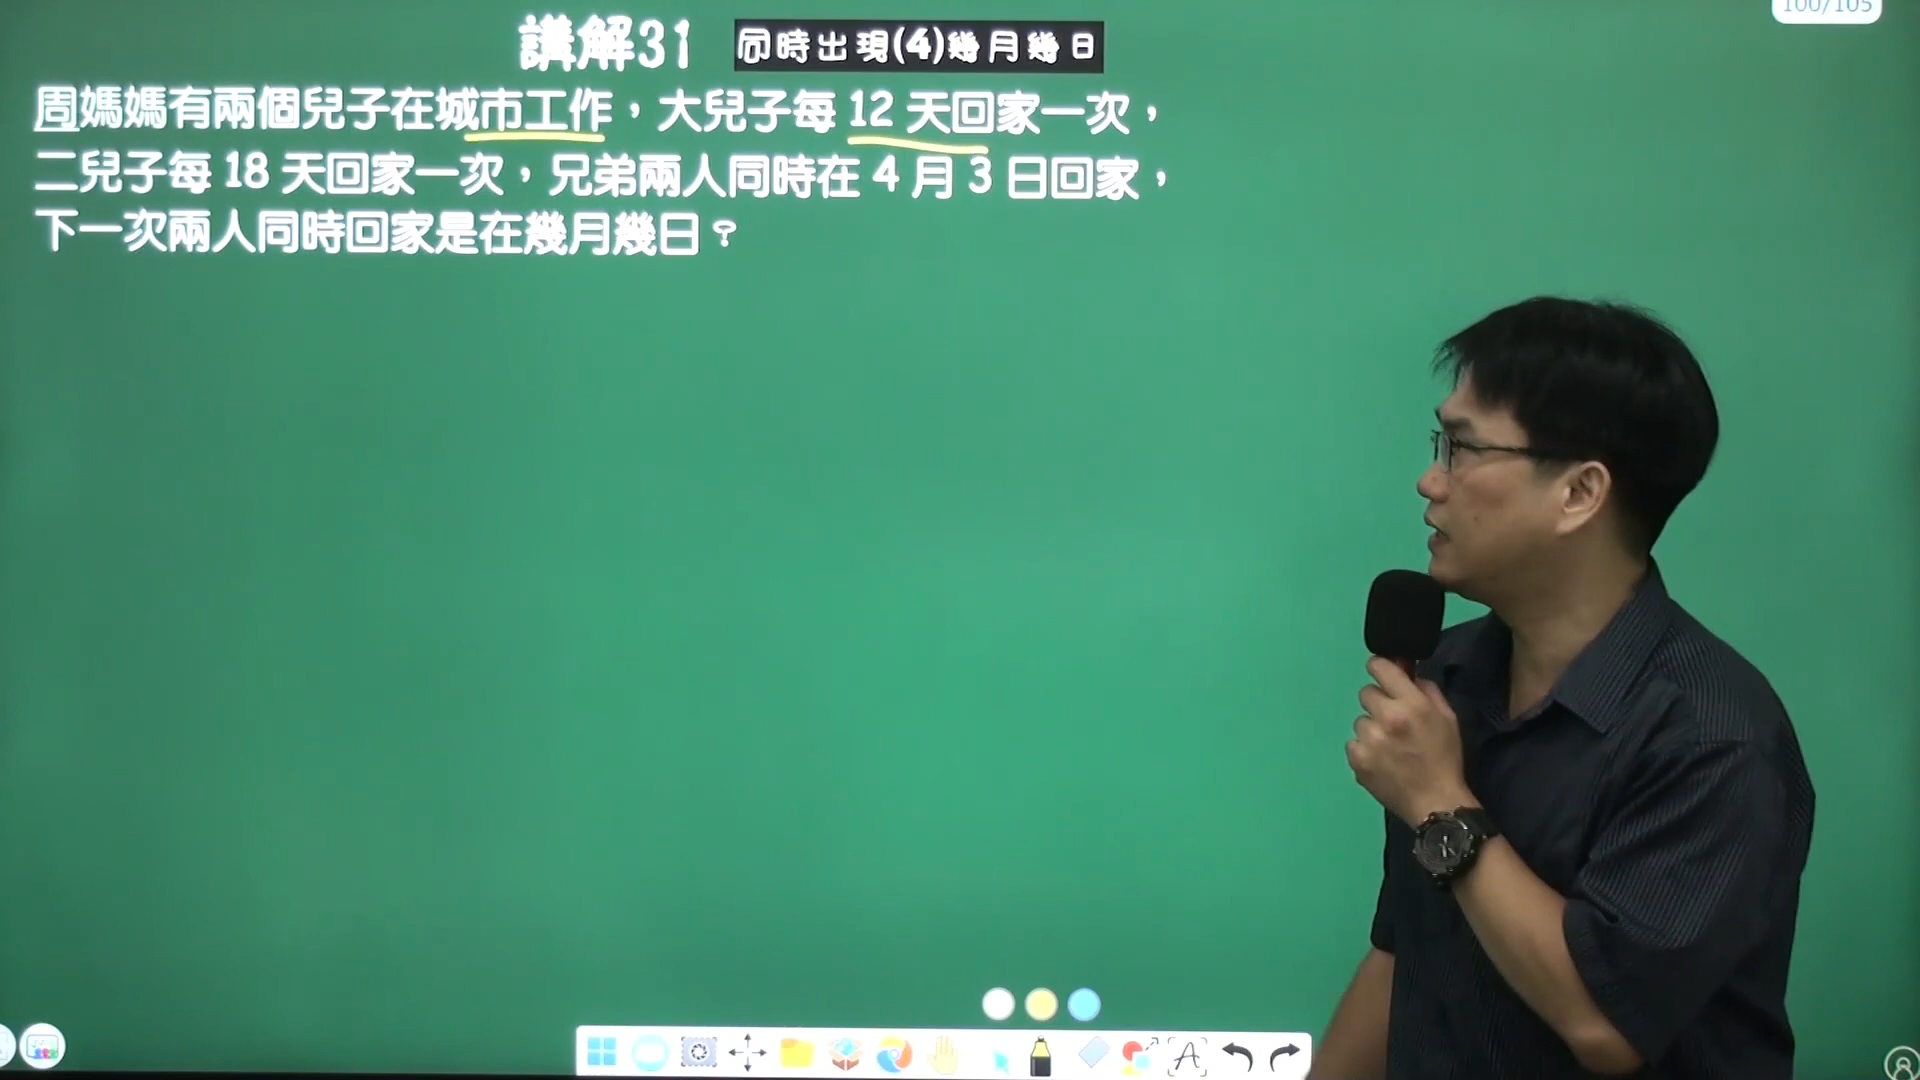 100/105
講解31 同時出現(4)幾月幾日
周媽媽有兩個兒子在城市工作，大兒子每 12 天回家一次，
二兒子每 18 天回家一次，兄弟兩人同時在 4 月 3 日回家，
下一次兩人同時回家是在幾月幾日？
A